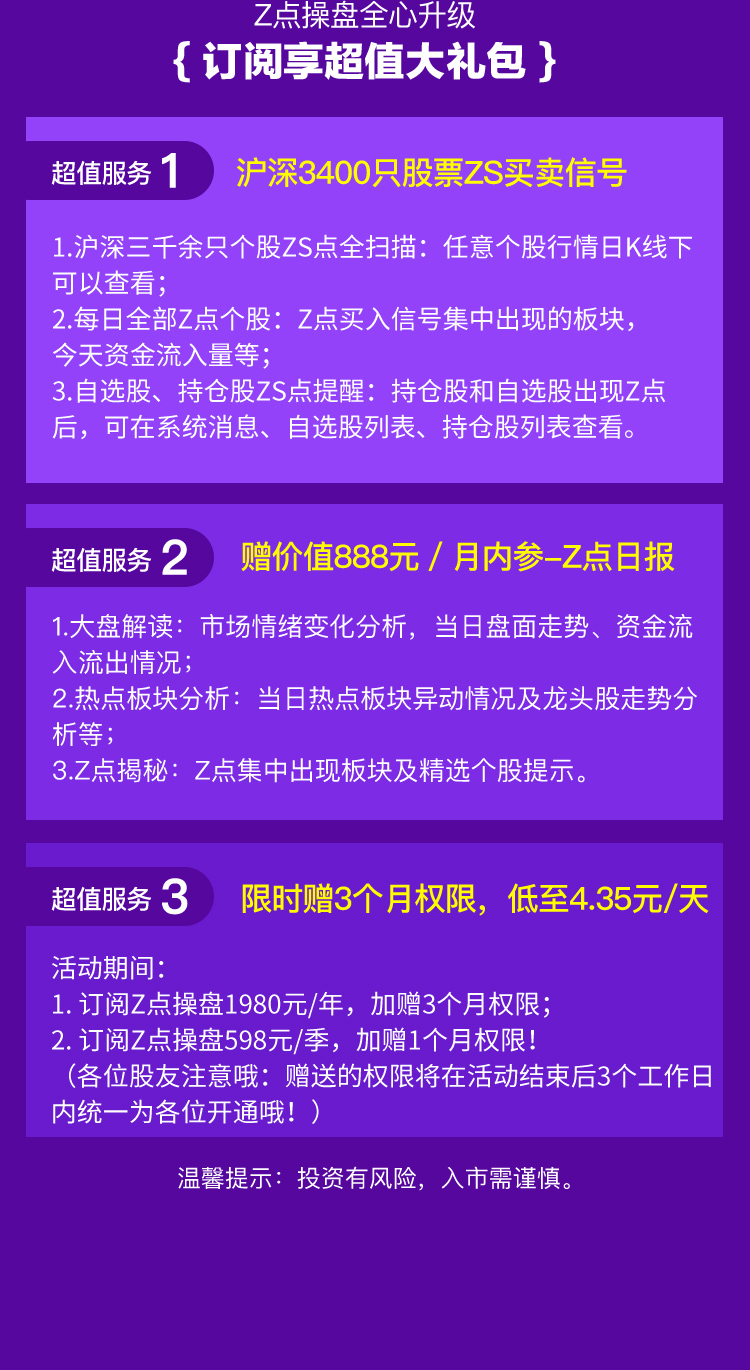 Z点操盘全心升级
{ 订阅享超值大礼包 }
超值服务 1
沪深3400只股票ZS买卖信号
1.沪深三千余只个股ZS点全扫描：任意个股行情日K线下
可以查看；
2.每日全部Z点个股：Z点买入信号集中出现的板块，
今天资金流入量等；
3.自选股、持仓股ZS点提醒：持仓股和自选股出现Z点
后，可在系统消息、自选股列表、持仓股列表查看。
超值服务 2
赠价值888元 / 月内参–Z点日报
1.大盘解读：市场情绪变化分析，当日盘面走势、资金流
入流出情况；
2.热点板块分析：当日热点板块异动情况及龙头股走势分
析等；
3.Z点揭秘：Z点集中出现板块及精选个股提示。
超值服务 3
限时赠3个月权限，低至4.35元/天
活动期间：
1. 订阅Z点操盘1980元/年，加赠3个月权限；
2. 订阅Z点操盘598元/季，加赠1个月权限！
（各位股友注意哦：赠送的权限将在活动结束后3个工作日
内统一为各位开通哦！）
温馨提示：投资有风险，入市需谨慎。